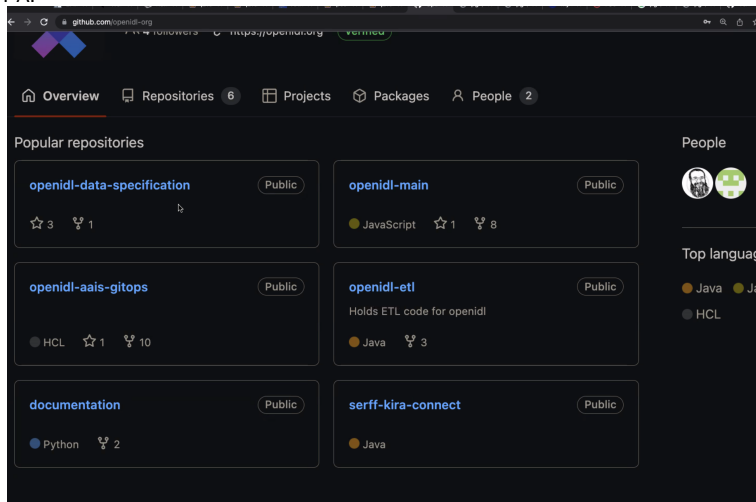 github.com/openidl-org
4 followers https://openidl.org Verified
Overview Repositories 6 Projects Packages People 2
Popular repositories
People
openidl-data-specification Public
3 1
openidl-main Public
JavaScript 1 8
Top languag
Java Ja
HCL
openidl-aais-gitops Public
HCL 1 10
openidl-etl Public
Holds ETL code for openidl
Java 3
documentation Public
Python 2
serff-kira-connect Public
Java